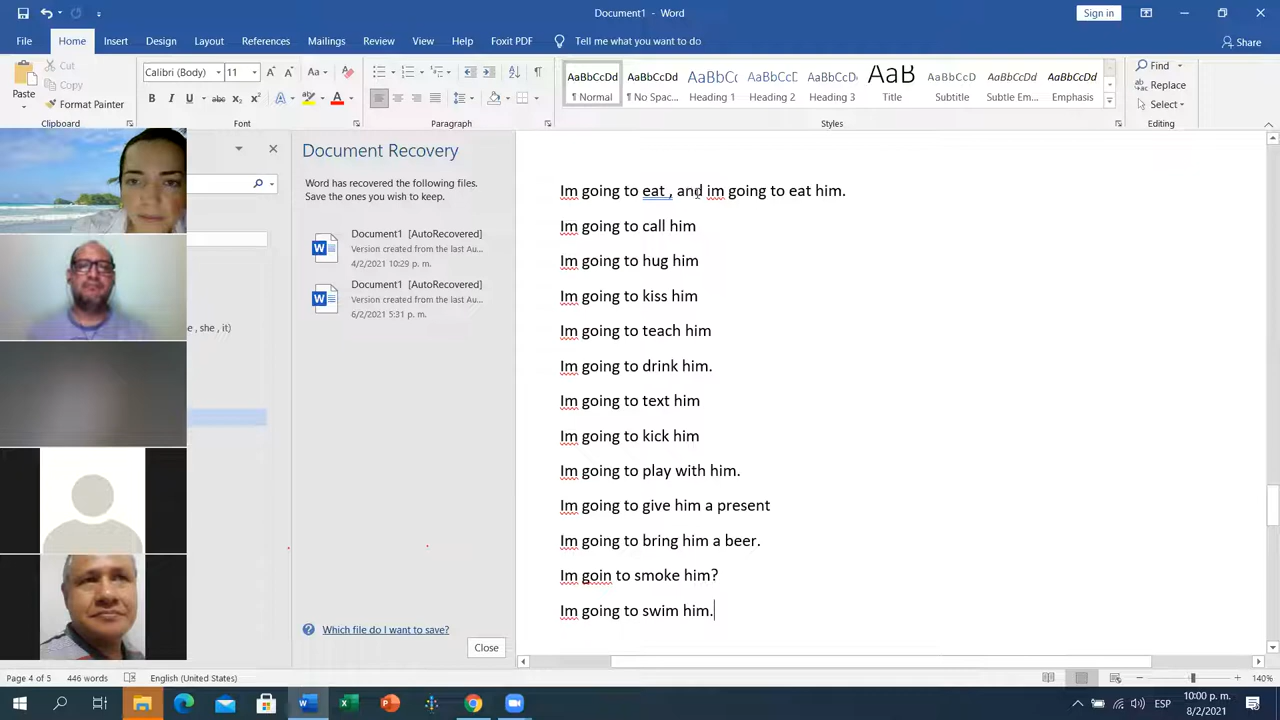 Document1 - Word
Sign in
File Home Insert Design Layout References Mailings Review View Help Foxit PDF Tell me what you want to do Share
Cut
Copy
Format Painter
Paste
Clipboard
Calibri (Body) 11
Font
Paragraph
AaBbCcDd AaBbCcDd AaBbCc AaBbCcC AaBbCcD AaB AaBbCcD AaBbCcDd AaBbCcDd
¶ Normal ¶ No Spac... Heading 1 Heading 2 Heading 3 Title Subtitle Subtle Em... Emphasis
Styles
Find
Replace
Select
Editing
e , she , it)
Document Recovery
Word has recovered the following files.
Save the ones you wish to keep.
Document1 [AutoRecovered]
Version created from the last Au...
4/2/2021 10:29 p. m.
Document1 [AutoRecovered]
Version created from the last Au...
6/2/2021 5:31 p. m.
Which file do I want to save?
Close
Im going to eat , and im going to eat him.
Im going to call him
Im going to hug him
Im going to kiss him
Im going to teach him
Im going to drink him.
Im going to text him
Im going to kick him
Im going to play with him.
Im going to give him a present
Im going to bring him a beer.
Im goin to smoke him?
Im going to swim him.
Page 4 of 5 446 words English (United States) 140%
ESP 10:00 p. m.
8/2/2021